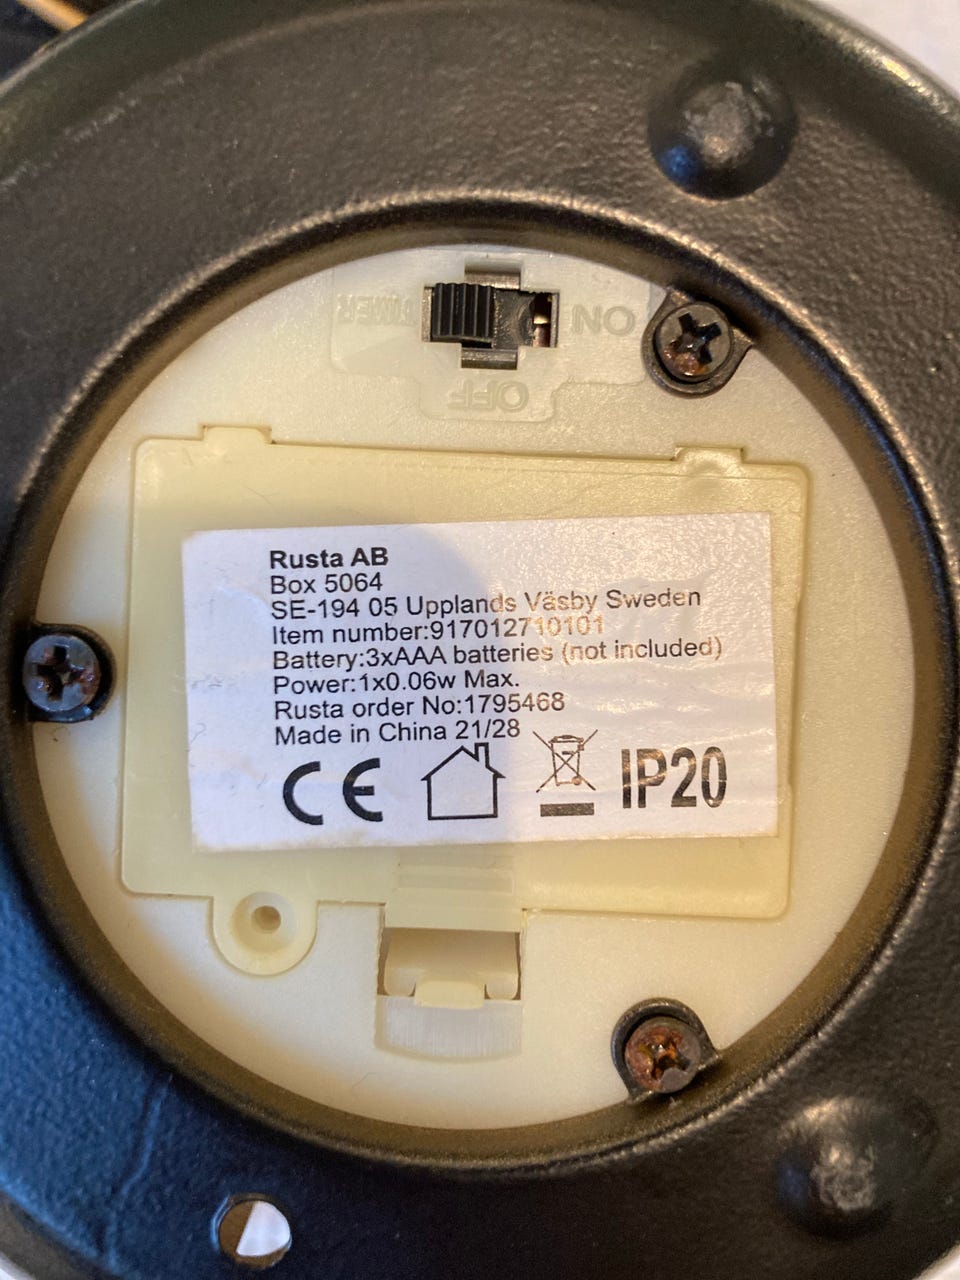 TIMER
ON
OFF
Rusta AB
Box 5064
SE-194 05 Upplands Väsby Sweden
Item number:917012710101
Battery:3xAAA batteries (not included)
Power:1x0.06w Max.
Rusta order No:1795468
Made in China 21/28
CE IP20